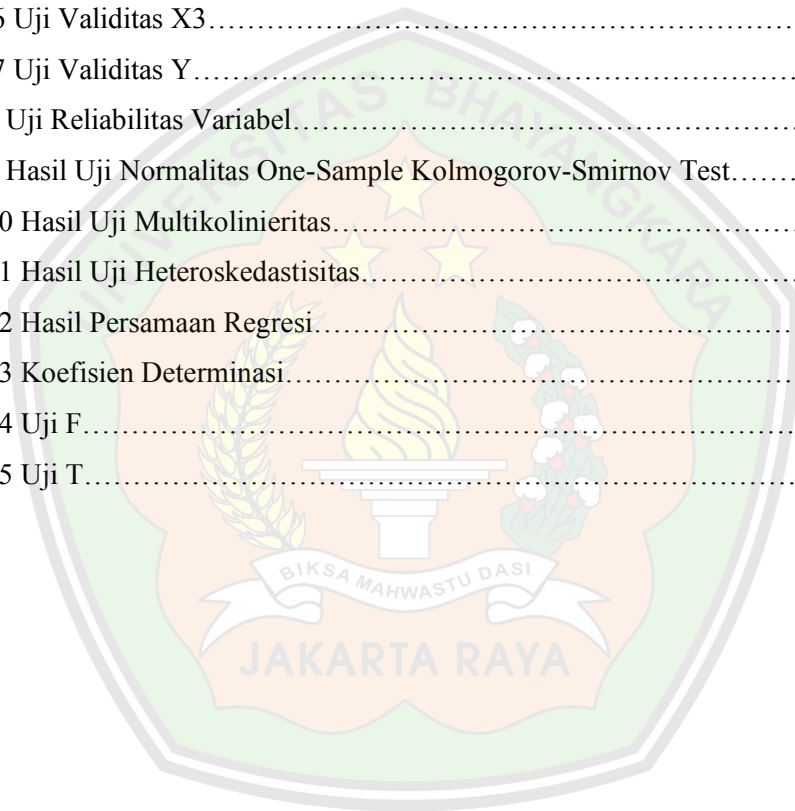 6 Uji Validitas X3……………………………………………………………
7 Uji Validitas Y………………………………………………………………
Uji Reliabilitas Variabel……………………………………………………
Hasil Uji Normalitas One-Sample Kolmogorov-Smirnov Test…….
0 Hasil Uji Multikolinieritas……………………………………………….
1 Hasil Uji Heteroskedastisitas…………………………………………….
2 Hasil Persamaan Regresi………………………………………………….
3 Koefisien Determinasi…………………………………………………….
4 Uji F………………………………………………………………………….
5 Uji T………………………………………………………………………….
UNIVERSITAS BHAYANGKARA
BIKSA MAHWASTU DASI
JAKARTA RAYA